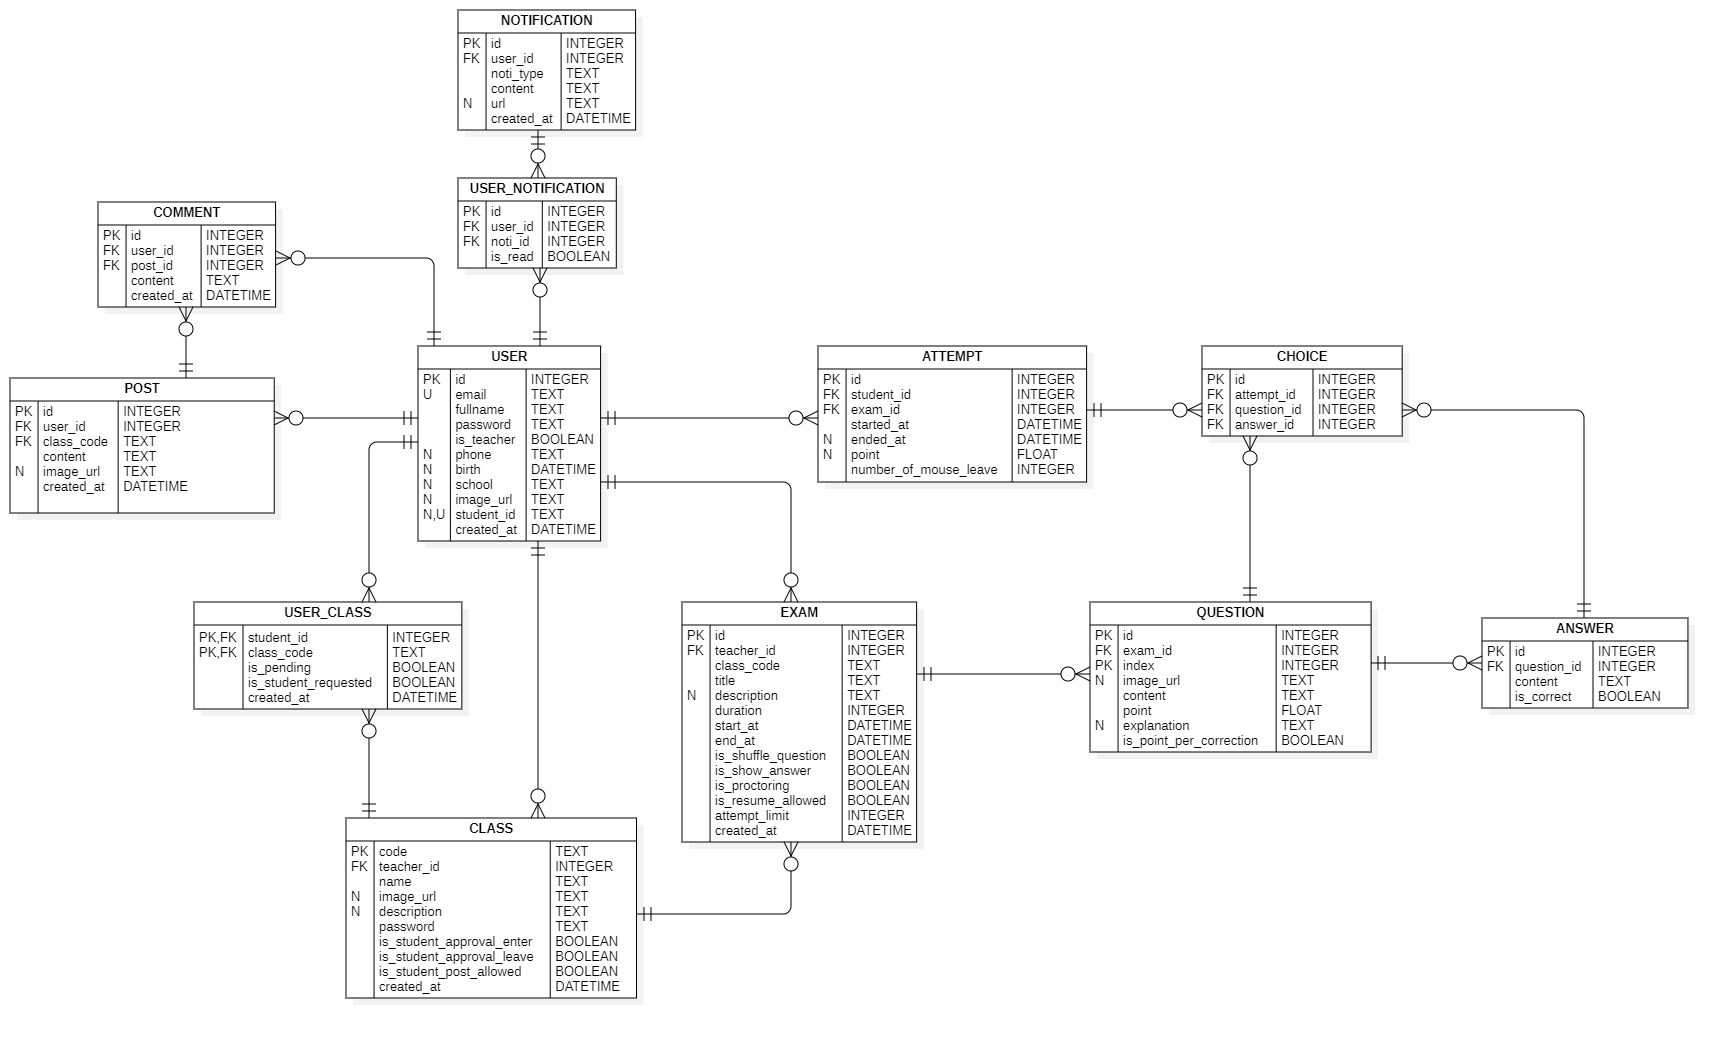 NOTIFICATION
PK id INTEGER
FK user_id INTEGER
noti_type TEXT
content TEXT
N url TEXT
created_at DATETIME
USER_NOTIFICATION
PK id INTEGER
FK user_id INTEGER
FK noti_id INTEGER
is_read BOOLEAN
COMMENT
PK id INTEGER
FK user_id INTEGER
FK post_id INTEGER
content TEXT
created_at DATETIME
POST
PK id INTEGER
FK user_id INTEGER
FK class_code TEXT
content TEXT
N image_url TEXT
created_at DATETIME
USER
PK id INTEGER
U email TEXT
fullname TEXT
password TEXT
is_teacher BOOLEAN
N phone TEXT
N birth DATETIME
N school TEXT
N image_url TEXT
N,U student_id TEXT
created_at DATETIME
ATTEMPT
PK id INTEGER
FK student_id INTEGER
FK exam_id INTEGER
started_at DATETIME
N ended_at DATETIME
N point FLOAT
number_of_mouse_leave INTEGER
CHOICE
PK id INTEGER
FK attempt_id INTEGER
FK question_id INTEGER
FK answer_id INTEGER
USER_CLASS
PK,FK student_id INTEGER
PK,FK class_code TEXT
is_pending BOOLEAN
is_student_requested BOOLEAN
created_at DATETIME
EXAM
PK id INTEGER
FK teacher_id INTEGER
class_code TEXT
title TEXT
N description TEXT
duration INTEGER
start_at DATETIME
end_at DATETIME
is_shuffle_question BOOLEAN
is_show_answer BOOLEAN
is_proctoring BOOLEAN
is_resume_allowed BOOLEAN
attempt_limit INTEGER
created_at DATETIME
QUESTION
PK id INTEGER
FK exam_id INTEGER
PK index INTEGER
N image_url TEXT
content TEXT
point FLOAT
N explanation TEXT
is_point_per_correction BOOLEAN
ANSWER
PK id INTEGER
FK question_id INTEGER
content TEXT
is_correct BOOLEAN
CLASS
PK code TEXT
FK teacher_id INTEGER
name TEXT
N image_url TEXT
N description TEXT
password TEXT
is_student_approval_enter BOOLEAN
is_student_approval_leave BOOLEAN
is_student_post_allowed BOOLEAN
created_at DATETIME